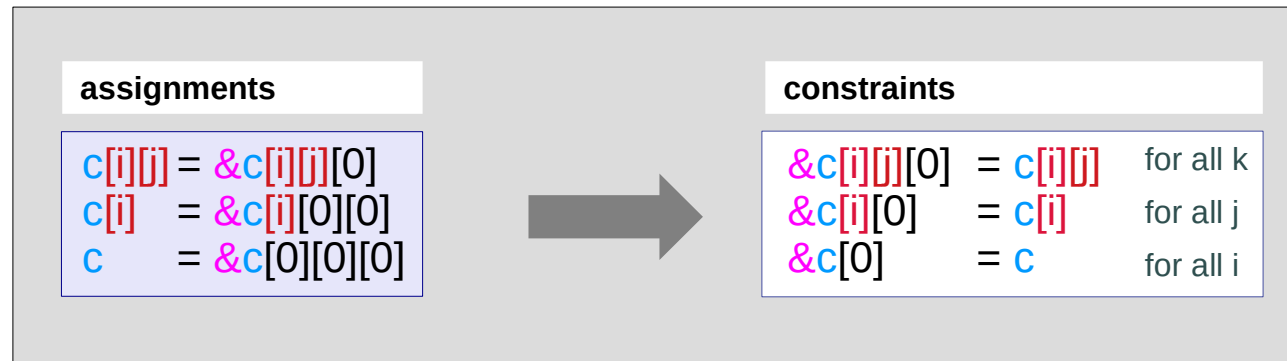 assignments
c[i][j] = &c[i][j][0]
c[i] = &c[i][0][0]
c = &c[0][0][0]
constraints
&c[i][j][0] = c[i][j] for all k
&c[i][0] = c[i] for all j
&c[0] = c for all i